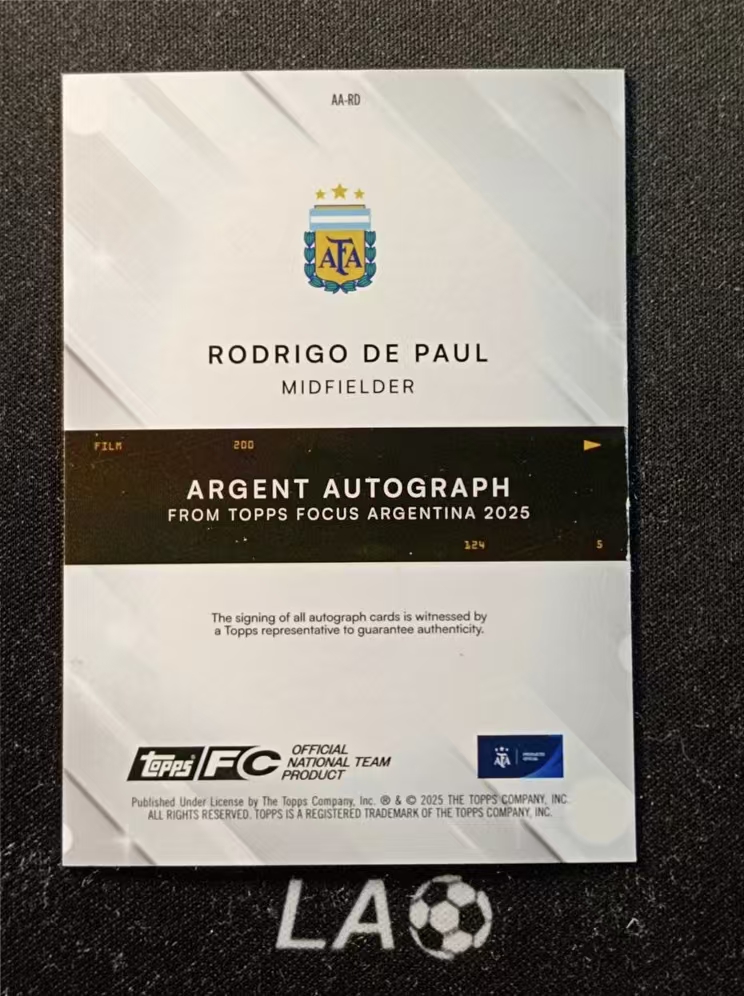 AA-RD
AFA
RODRIGO DE PAUL
MIDFIELDER
FILM 200
ARGENT AUTOGRAPH
FROM TOPPS FOCUS ARGENTINA 2025
124 5
The signing of all autograph cards is witnessed by
a Topps representative to guarantee authenticity.
topps FC OFFICIAL
NATIONAL TEAM
PRODUCT
AFA PRODUCTO
OFICIAL
Published Under License by The Topps Company, Inc. ® & © 2025 THE TOPPS COMPANY, INC.
ALL RIGHTS RESERVED. TOPPS IS A REGISTERED TRADEMARK OF THE TOPPS COMPANY, INC.
LA